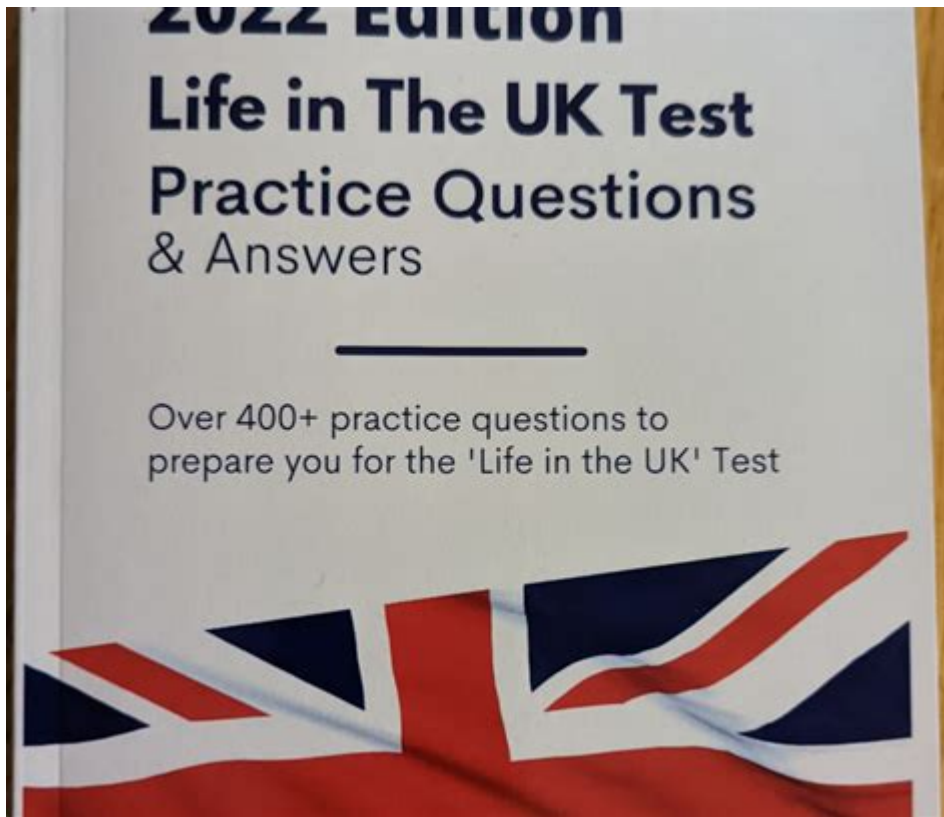 2022 Edition
Life in The UK Test
Practice Questions
& Answers
Over 400+ practice questions to
prepare you for the 'Life in the UK' Test